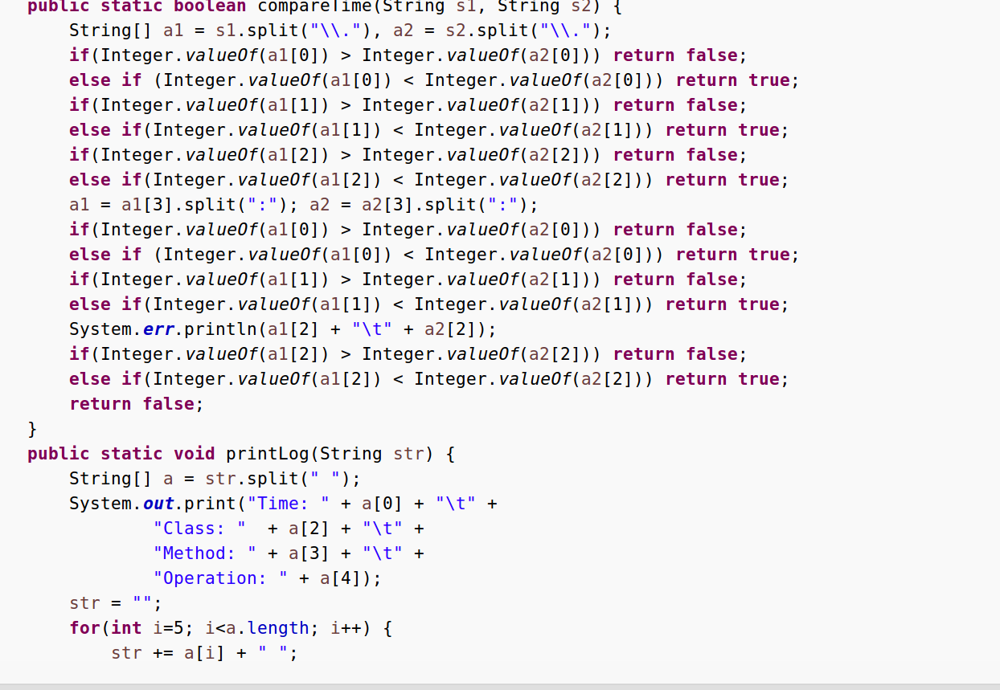 public static boolean compareTime(String s1, String s2) {
String[] a1 = s1.split("\\."), a2 = s2.split("\\.");
if(Integer.valueOf(a1[0]) > Integer.valueOf(a2[0])) return false;
else if (Integer.valueOf(a1[0]) < Integer.valueOf(a2[0])) return true;
if(Integer.valueOf(a1[1]) > Integer.valueOf(a2[1])) return false;
else if(Integer.valueOf(a1[1]) < Integer.valueOf(a2[1])) return true;
if(Integer.valueOf(a1[2]) > Integer.valueOf(a2[2])) return false;
else if(Integer.valueOf(a1[2]) < Integer.valueOf(a2[2])) return true;
a1 = a1[3].split(":"); a2 = a2[3].split(":");
if(Integer.valueOf(a1[0]) > Integer.valueOf(a2[0])) return false;
else if (Integer.valueOf(a1[0]) < Integer.valueOf(a2[0])) return true;
if(Integer.valueOf(a1[1]) > Integer.valueOf(a2[1])) return false;
else if(Integer.valueOf(a1[1]) < Integer.valueOf(a2[1])) return true;
System.err.println(a1[2] + "\t" + a2[2]);
if(Integer.valueOf(a1[2]) > Integer.valueOf(a2[2])) return false;
else if(Integer.valueOf(a1[2]) < Integer.valueOf(a2[2])) return true;
return false;
}
public static void printLog(String str) {
String[] a = str.split(" ");
System.out.print("Time: " + a[0] + "\t" +
"Class: "  + a[2] + "\t" +
"Method: " + a[3] + "\t" +
"Operation: " + a[4]);
str = "";
for(int i=5; i<a.length; i++) {
str += a[i] + " ";